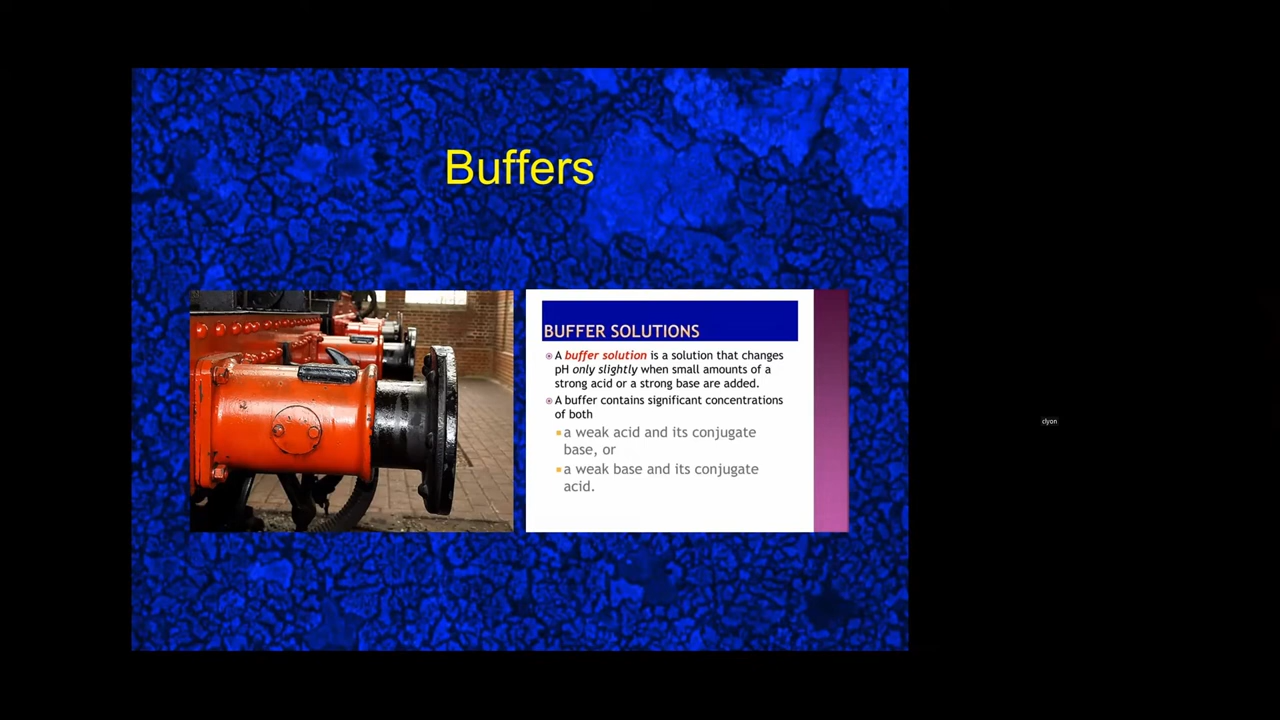 Buffers
BUFFER SOLUTIONS
A buffer solution is a solution that changes
pH only slightly when small amounts of a
strong acid or a strong base are added.
A buffer contains significant concentrations
of both
a weak acid and its conjugate
base, or
a weak base and its conjugate
acid.
clyon